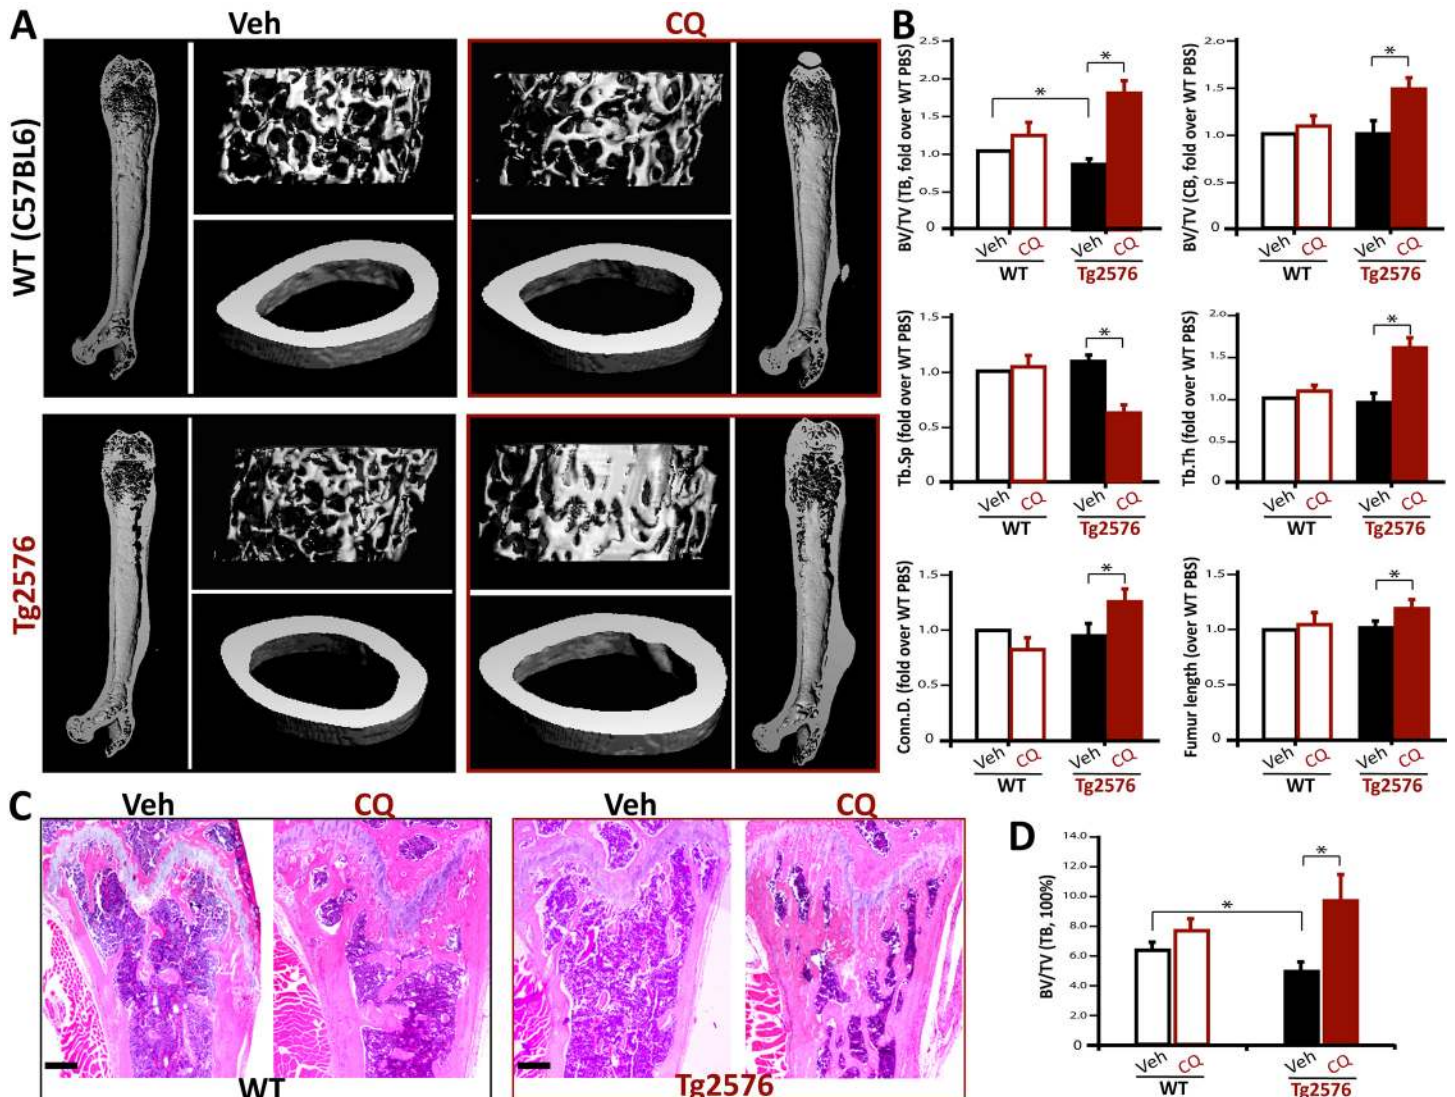 A
Veh
CQ
WT (C57BL6)
Tg2576
B
BV/TV (TB, fold over WT PBS)
2.5
2.0
1.5
1.0
0.5
0
*
*
Veh
CQ
Veh
CQ
WT
Tg2576
BV/TV (CB, fold over WT PBS)
2.0
1.5
1.0
0.5
0
*
Veh
CQ
Veh
CQ
WT
Tg2576
Tb.Sp (fold over WT PBS)
1.5
1.0
0.5
0
*
Veh
CQ
Veh
CQ
WT
Tg2576
Tb.Th (fold over WT PBS)
2.0
1.5
1.0
0.5
0
*
Veh
CQ
Veh
CQ
WT
Tg2576
Conn.D. (fold over WT PBS)
1.5
1.0
0.5
0
*
Veh
CQ
Veh
CQ
WT
Tg2576
Fumur length (over WT PBS)
1.5
1.0
0.5
0
*
Veh
CQ
Veh
CQ
WT
Tg2576
C
Veh
CQ
Veh
CQ
WT
Tg2576
D
BV/TV (TB, 100%)
14.0
12.0
10.0
8.0
6.0
4.0
2.0
0
*
*
Veh
CQ
Veh
CQ
WT
Tg2576